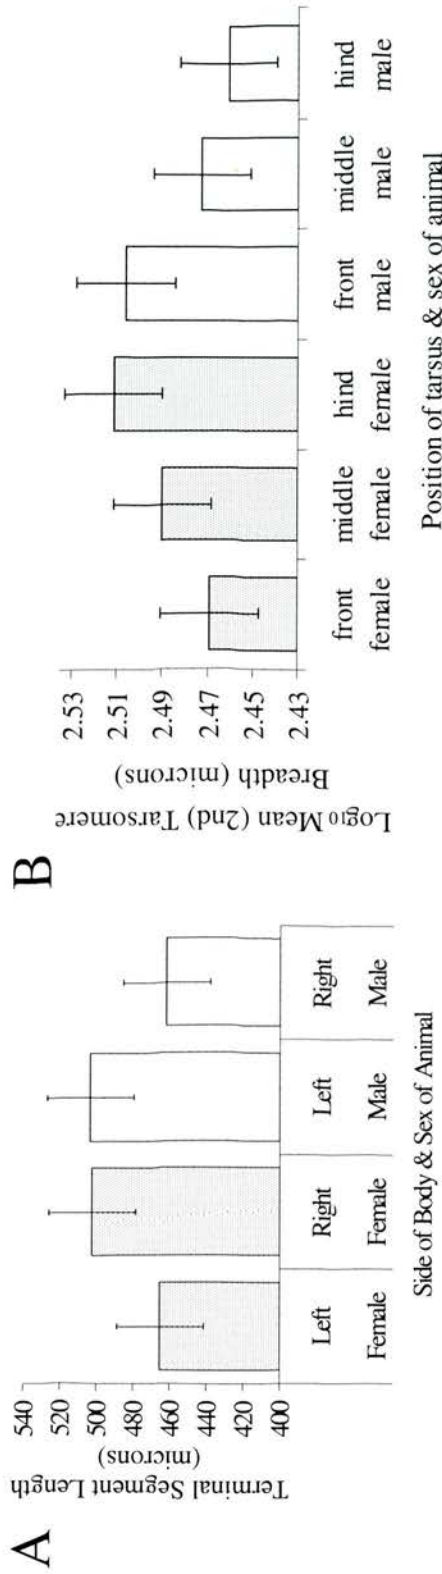 A
Terminal Segment Length
(microns)
540
520
500
480
460
440
420
400
Left Right Left Right
Female Female Male Male
Side of Body & Sex of Animal
B
Log10 Mean (2nd) Tarsomere
Breadth (microns)
2.53
2.51
2.49
2.47
2.45
2.43
front middle hind front middle hind
female female female male male male
Position of tarsus & sex of animal